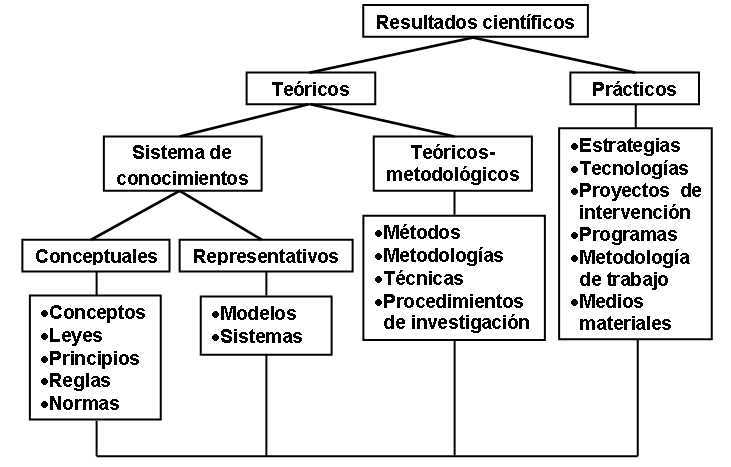 Resultados científicos
Teóricos
Prácticos
Sistema de
conocimientos
Teóricos-
metodológicos
•Estrategias
•Tecnologías
•Proyectos de
intervención
•Programas
•Metodología
de trabajo
•Medios
materiales
Conceptuales
Representativos
•Métodos
•Metodologías
•Técnicas
•Procedimientos
de investigación
•Conceptos
•Leyes
•Principios
•Reglas
•Normas
•Modelos
•Sistemas